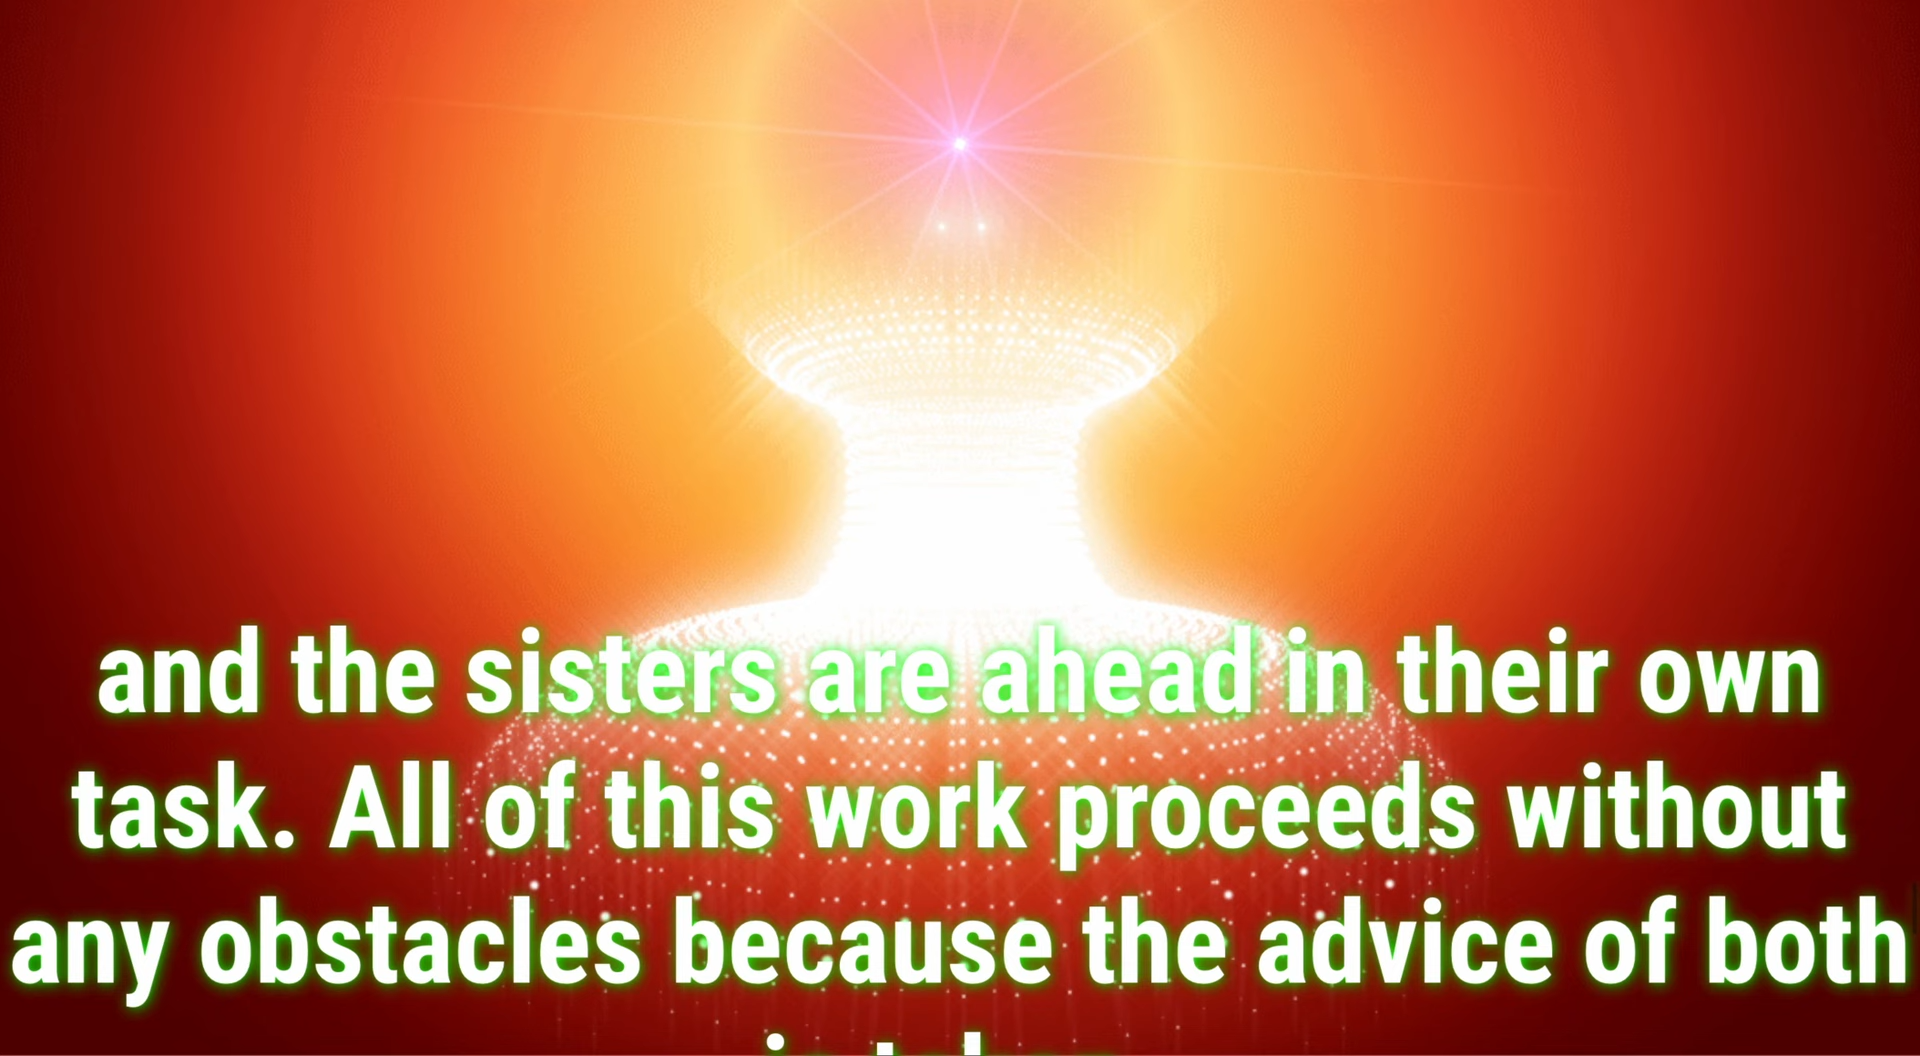 and the sisters are ahead in their own
task. All of this work proceeds without
any obstacles because the advice of both